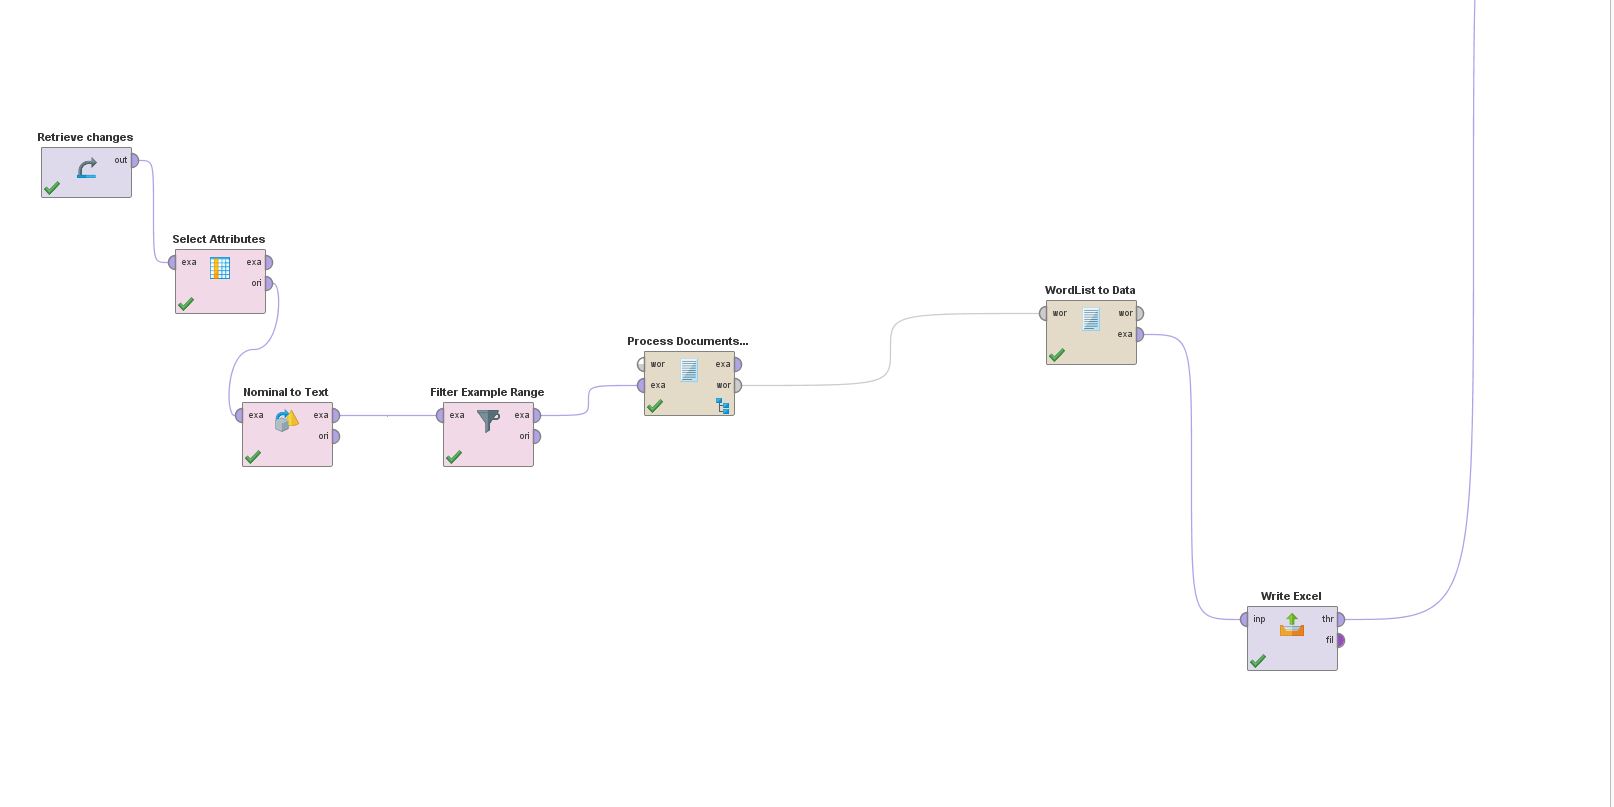 Retrieve changes
out
Select Attributes
exa exa
ori
Nominal to Text
exa exa
ori
Filter Example Range
exa exa
ori
Process Documents...
wor exa
exa wor
WordList to Data
wor wor
exa
Write Excel
inp thr
fil